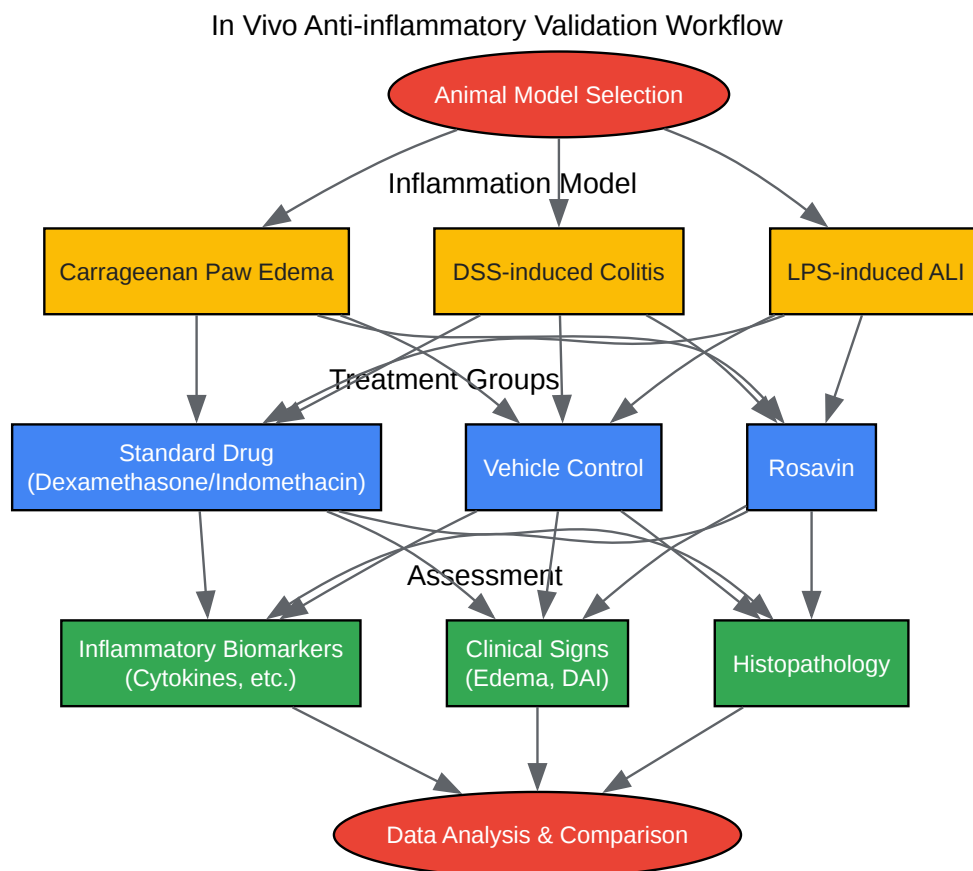 In Vivo Anti-inflammatory Validation Workflow
Animal Model Selection
Inflammation Model
Carrageenan Paw Edema
DSS-induced Colitis
LPS-induced ALI
Treatment Groups
Standard Drug
(Dexamethasone/Indomethacin)
Vehicle Control
Rosavin
Assessment
Inflammatory Biomarkers
(Cytokines, etc.)
Clinical Signs
(Edema, DAI)
Histopathology
Data Analysis & Comparison